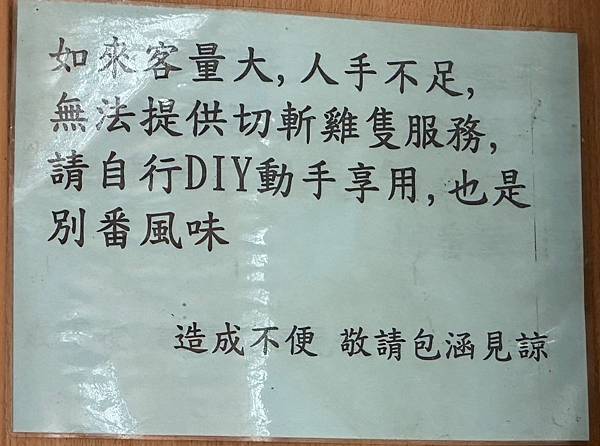 如來客量大,人手不足,
無法提供切斬雞隻服務,
請自行DIY動手享用,也是
別番風味
造成不便 敬請包涵見諒